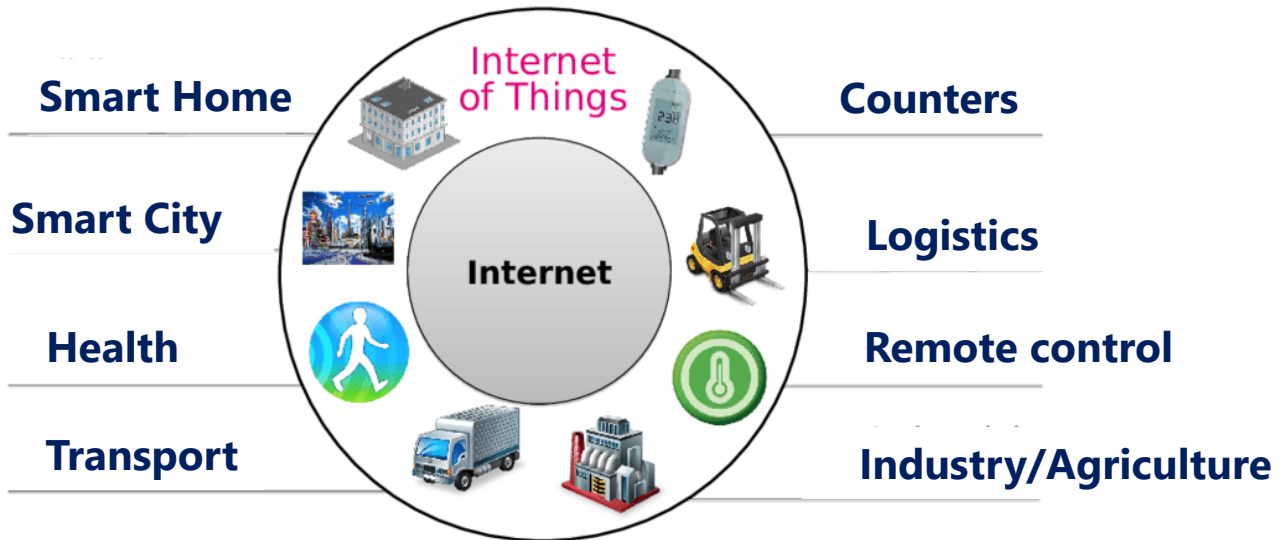 Internet
of Things
Smart Home
Counters
Smart City
Logistics
Internet
Health
Remote control
Transport
Industry/Agriculture